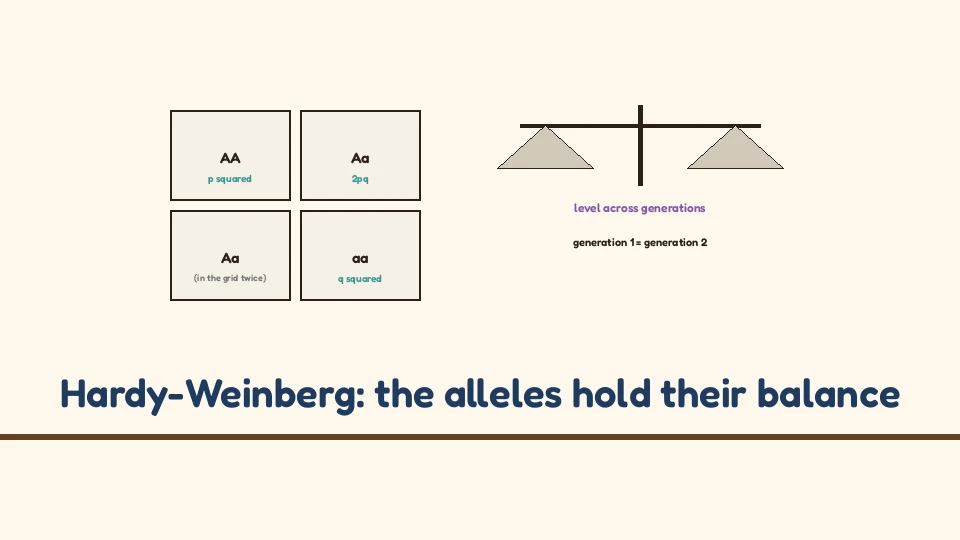 AA
p squared
Aa
2pq
Aa
(in the grid twice)
aa
q squared
level across generations
generation 1 = generation 2
Hardy-Weinberg: the alleles hold their balance